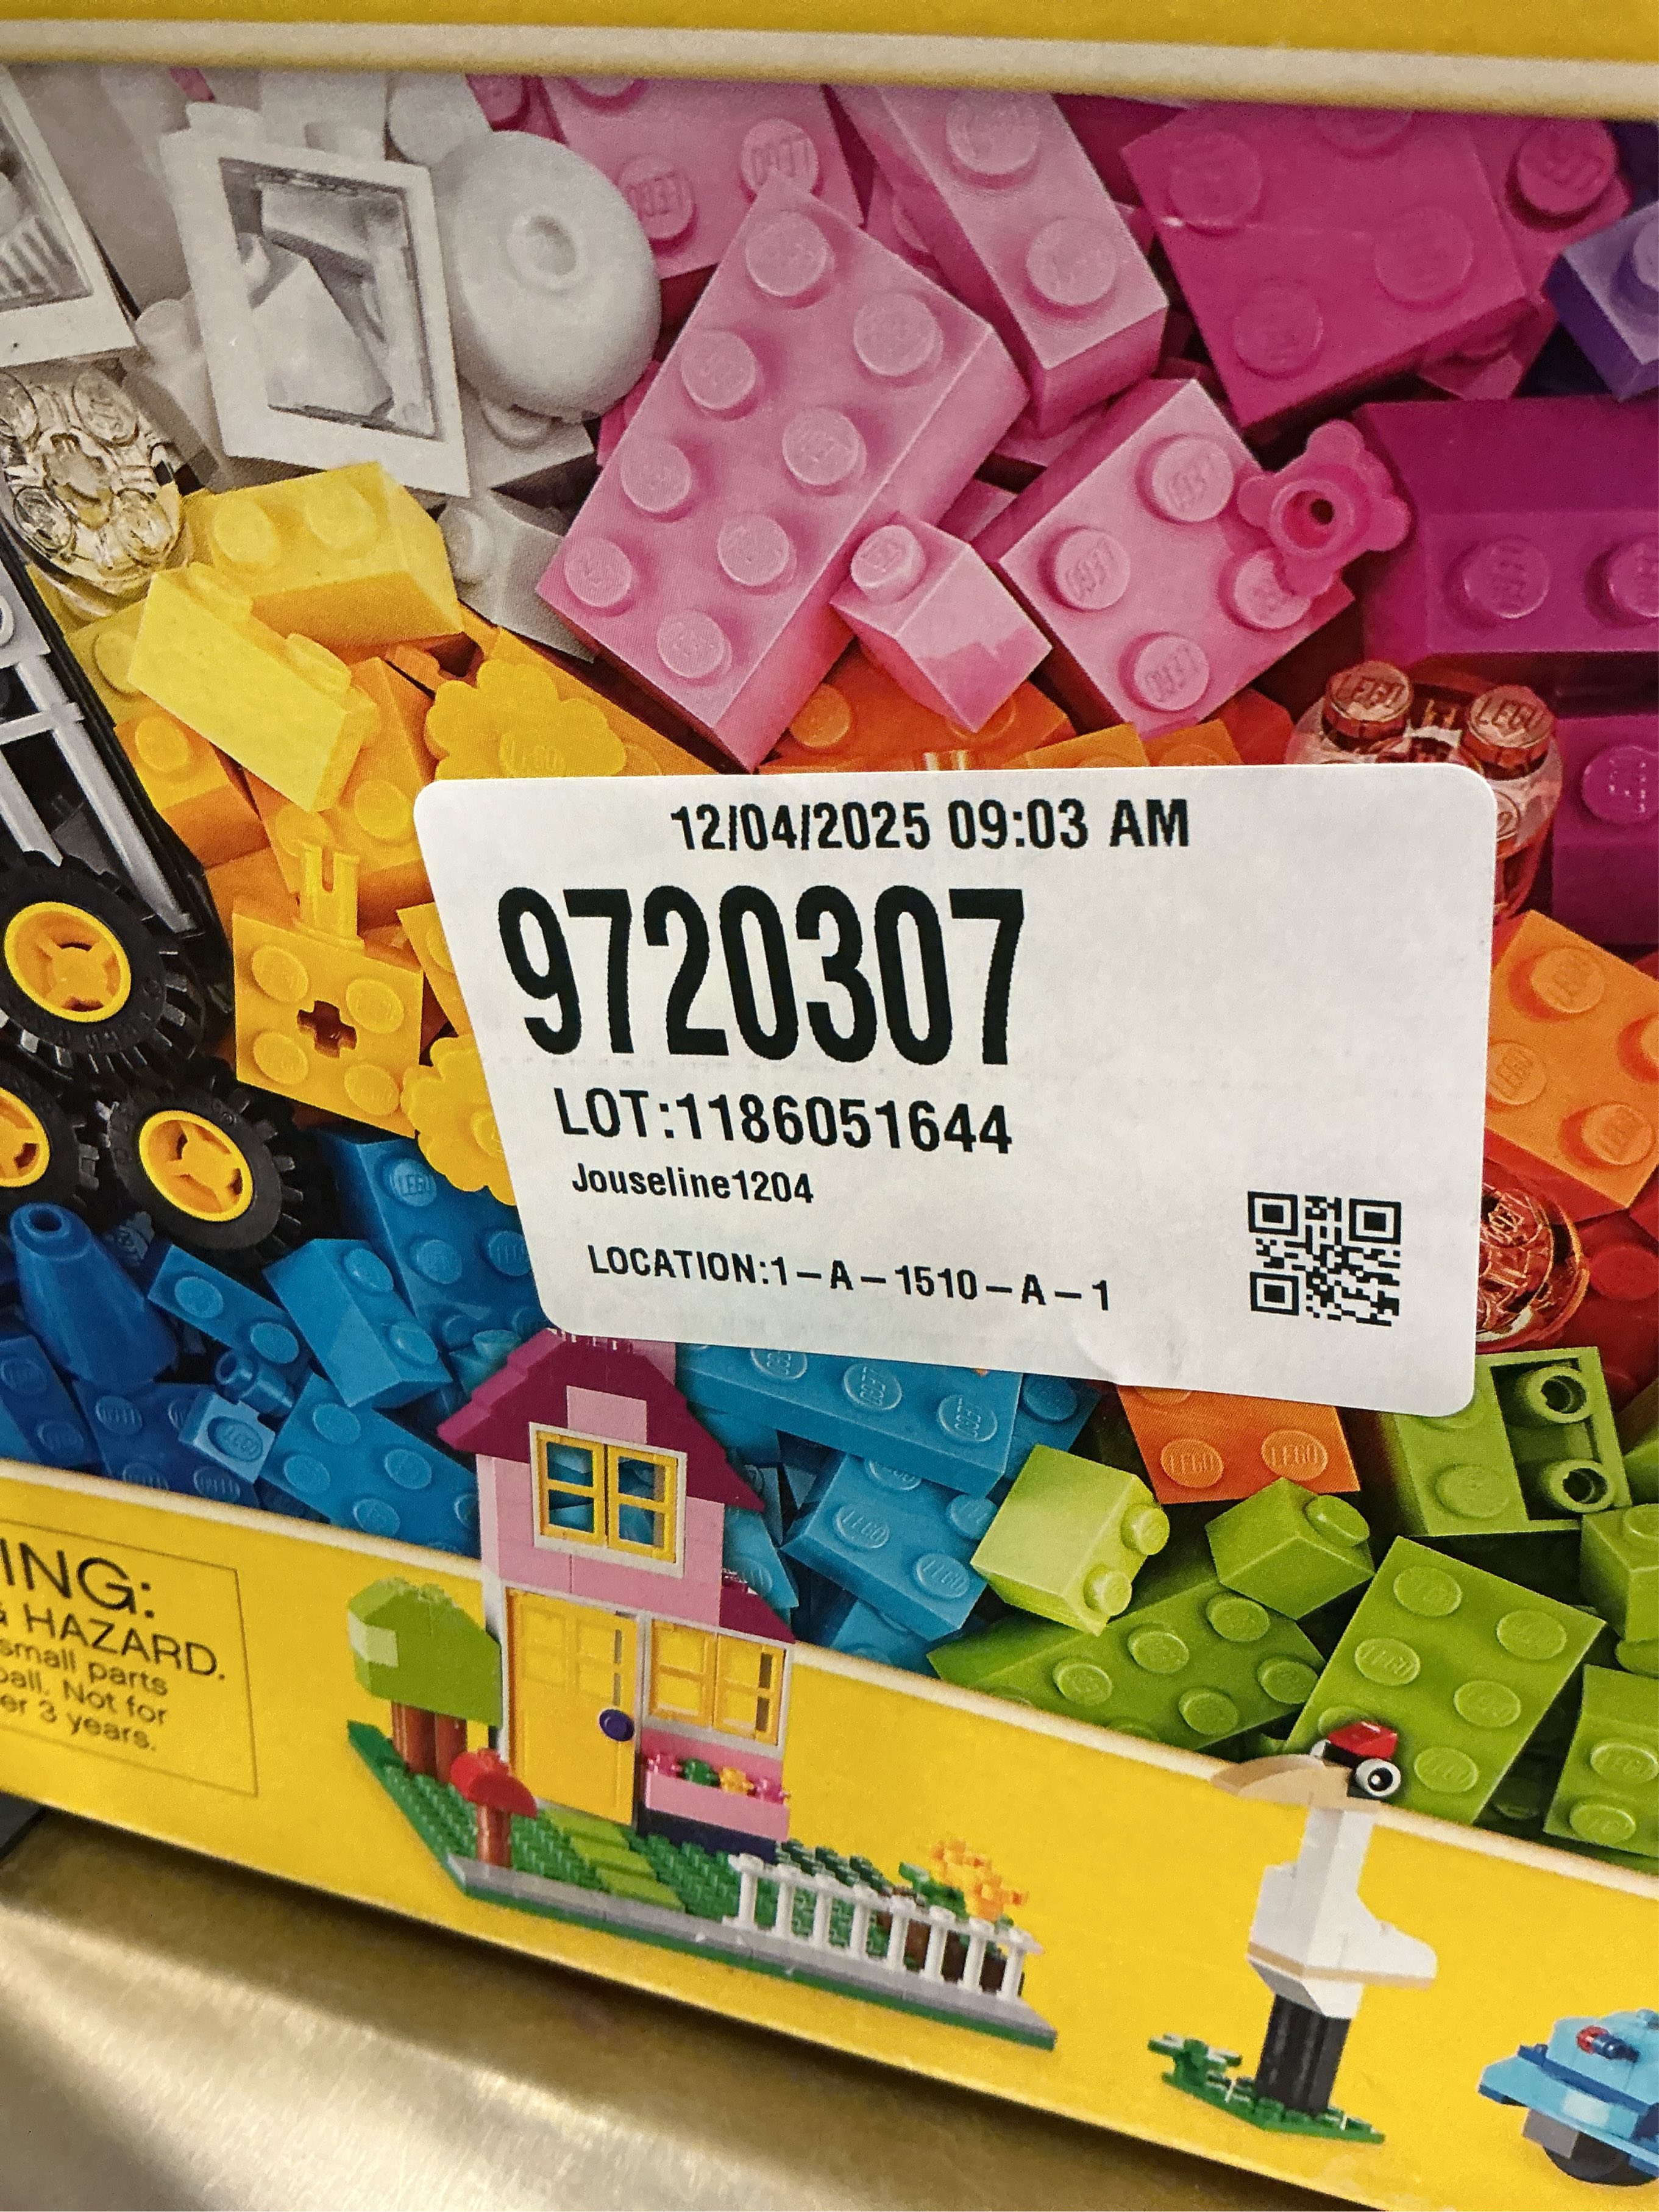 12/04/2025 09:03 AM
9720307
LOT:1186051644
Jouseline1204
LOCATION:1-A-1510-A-1
ING:
HAZARD.
small parts
ball. Not for
er 3 years.